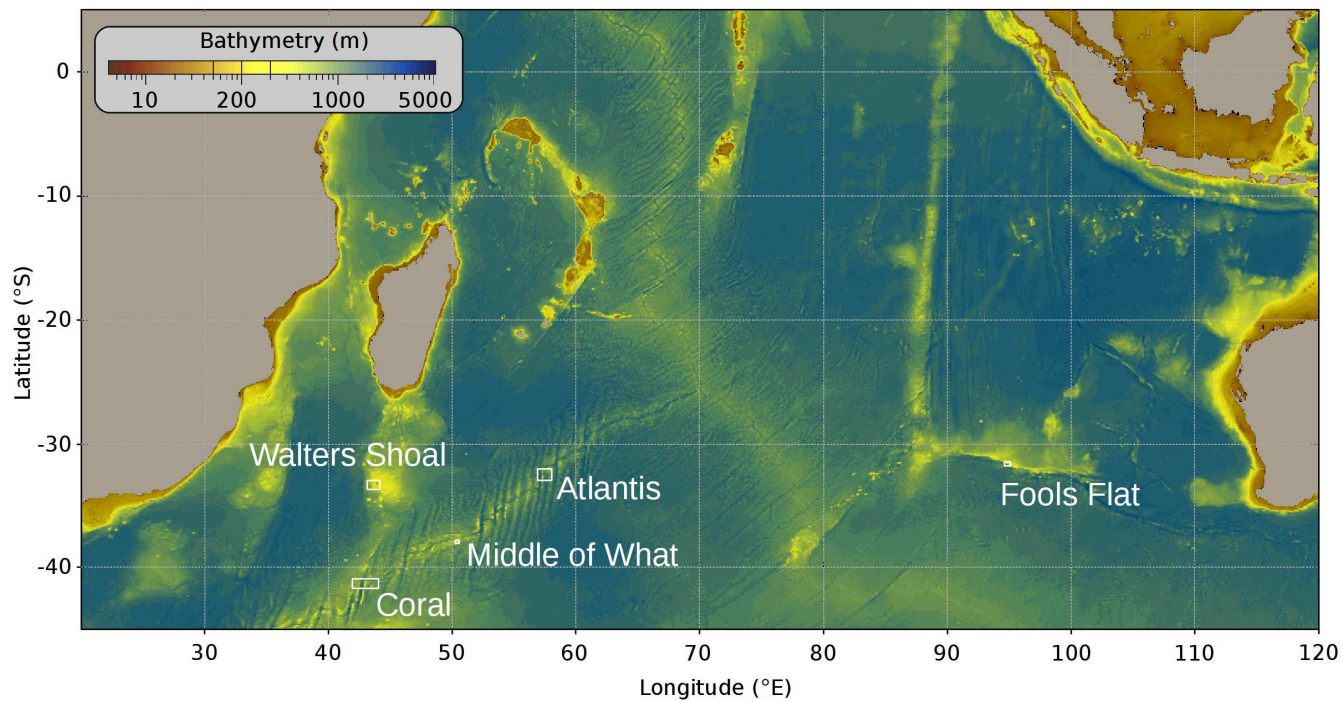 Bathymetry (m)
10 200 1000 5000
0
-10
-20
-30
-40
Latitude (°S)
Walters Shoal
Atlantis
Fools Flat
Middle of What
Coral
30 40 50 60 70 80 90 100 110 120
Longitude (°E)